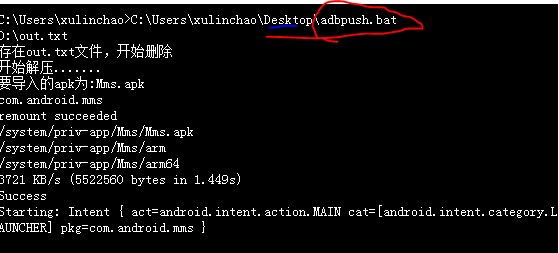 C:\Users\xulinchao>C:\Users\xulinchao\Desktop\adbpush.bat
D:\out.txt
存在out.txt文件，开始删除
开始解压.......
要导入的apk为:Mms.apk
com.android.mms
remount succeeded
/system/priv-app/Mms/Mms.apk
/system/priv-app/Mms/arm
/system/priv-app/Mms/arm64
3721 KB/s (5522560 bytes in 1.449s)
Success
Starting: Intent { act=android.intent.action.MAIN cat=[android.intent.category.L
AUNCHER] pkg=com.android.mms }